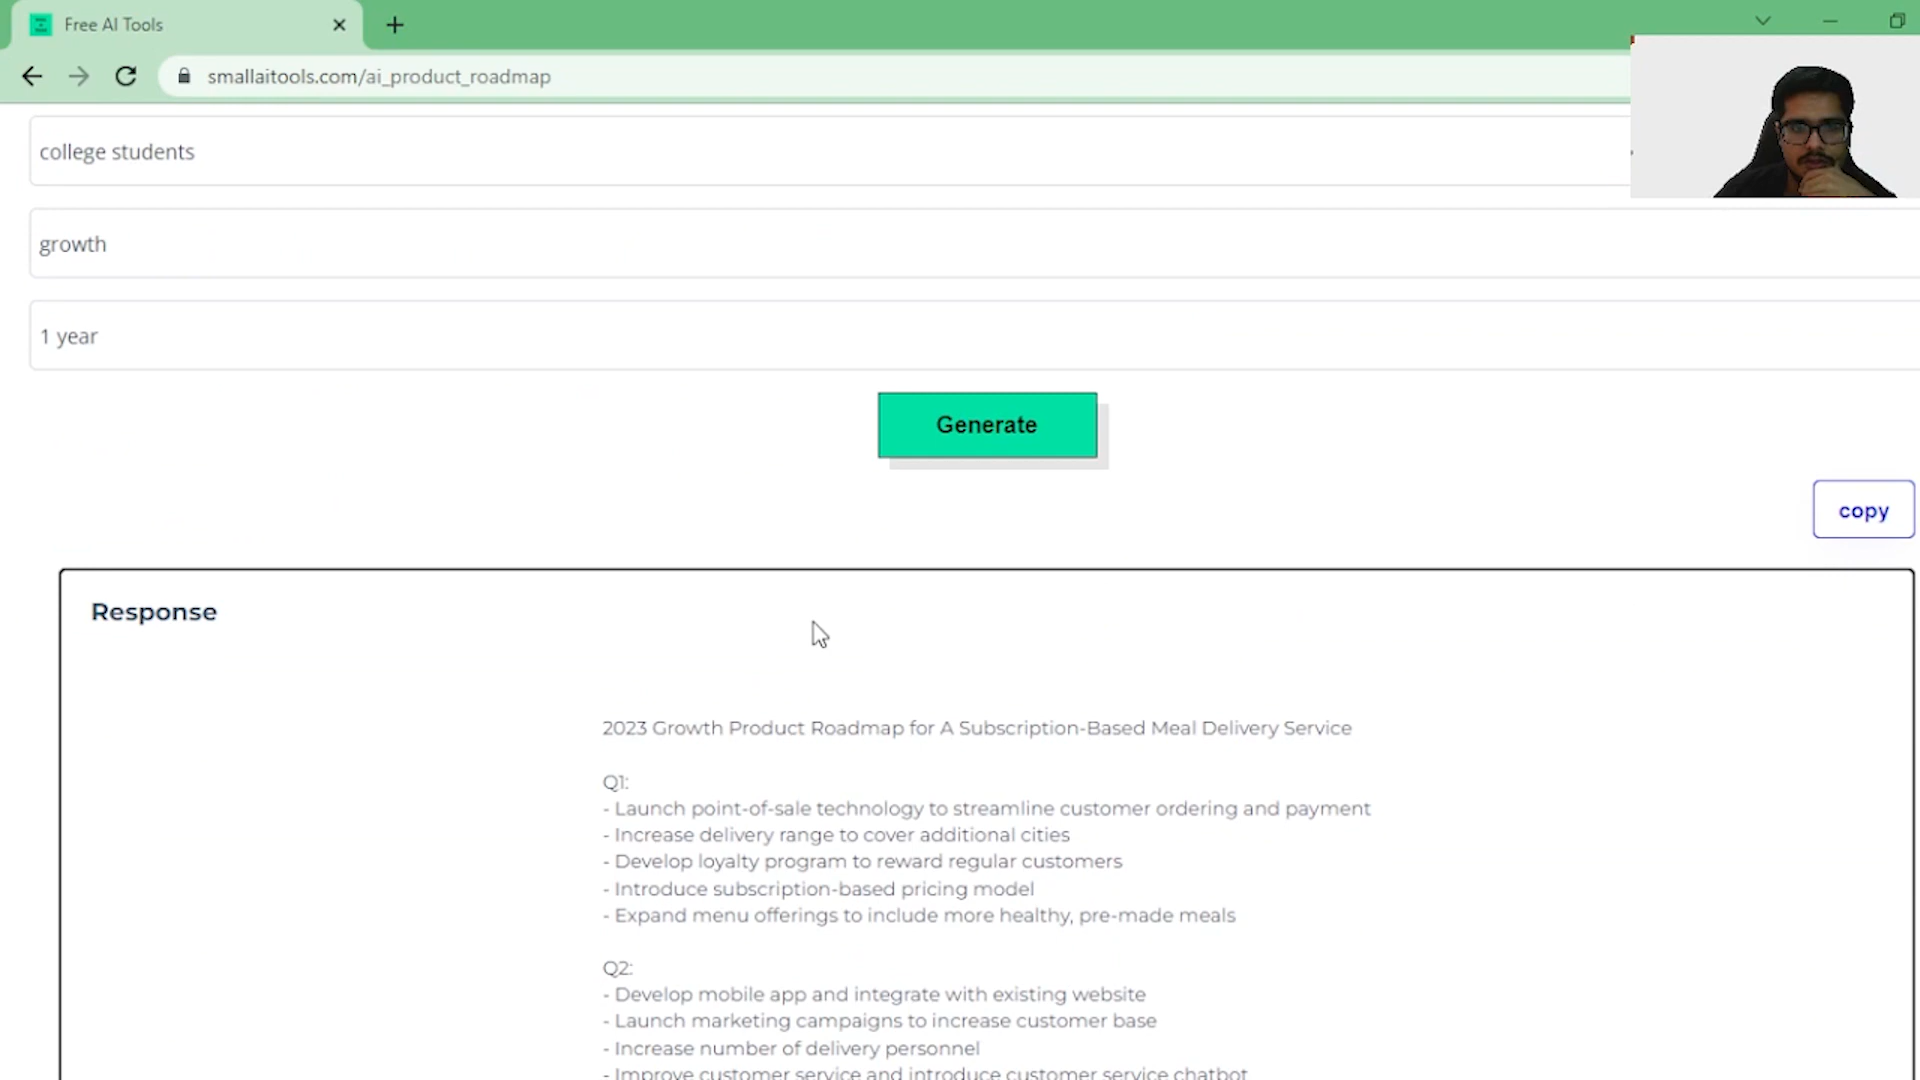 Free AI Tools
smallaitools.com/ai_product_roadmap
college students
growth
1 year
Generate
copy
Response
2023 Growth Product Roadmap for A Subscription-Based Meal Delivery Service
Q1:
- Launch point-of-sale technology to streamline customer ordering and payment
- Increase delivery range to cover additional cities
- Develop loyalty program to reward regular customers
- Introduce subscription-based pricing model
- Expand menu offerings to include more healthy, pre-made meals
Q2:
- Develop mobile app and integrate with existing website
- Launch marketing campaigns to increase customer base
- Increase number of delivery personnel
- Improve customer service and introduce customer service chatbot